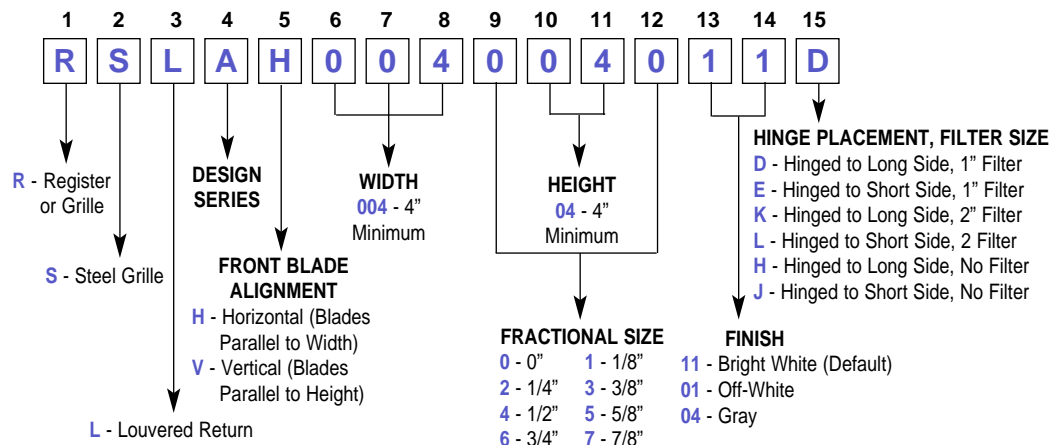 1 2 3 4 5 6 7 8 9 10 11 12 13 14 15
R S L A H 0 0 4 0 0 4 0 1 1 D
R - Register
or Grille
S - Steel Grille
L - Louvered Return
DESIGN
SERIES
FRONT BLADE
ALIGNMENT
H - Horizontal (Blades
Parallel to Width)
V - Vertical (Blades
Parallel to Height)
WIDTH
004 - 4”
Minimum
HEIGHT
04 - 4”
Minimum
FRACTIONAL SIZE
0 - 0” 1 - 1/8”
2 - 1/4” 3 - 3/8”
4 - 1/2” 5 - 5/8”
6 - 3/4” 7 - 7/8”
FINISH
11 - Bright White (Default)
01 - Off-White
04 - Gray
HINGE PLACEMENT, FILTER SIZE
D - Hinged to Long Side, 1” Filter
E - Hinged to Short Side, 1” Filter
K - Hinged to Long Side, 2” Filter
L - Hinged to Short Side, 2 Filter
H - Hinged to Long Side, No Filter
J - Hinged to Short Side, No Filter